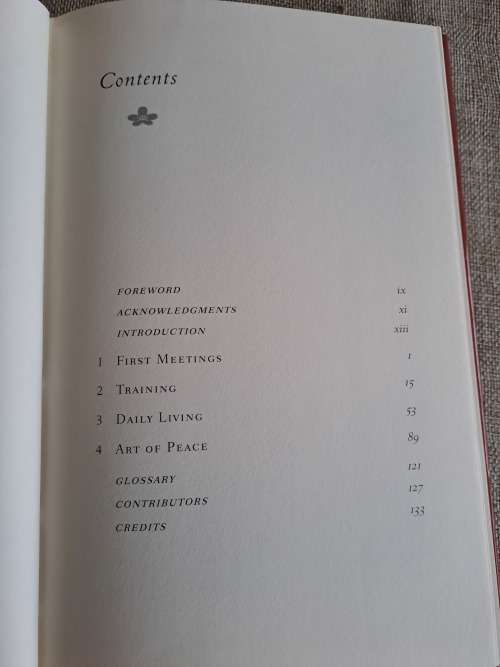 Contents
FOREWORD ix
ACKNOWLEDGMENTS xi
INTRODUCTION xiii
1 FIRST MEETINGS 1
2 TRAINING 15
3 DAILY LIVING 53
4 ART OF PEACE 89
GLOSSARY 121
CONTRIBUTORS 127
CREDITS 133